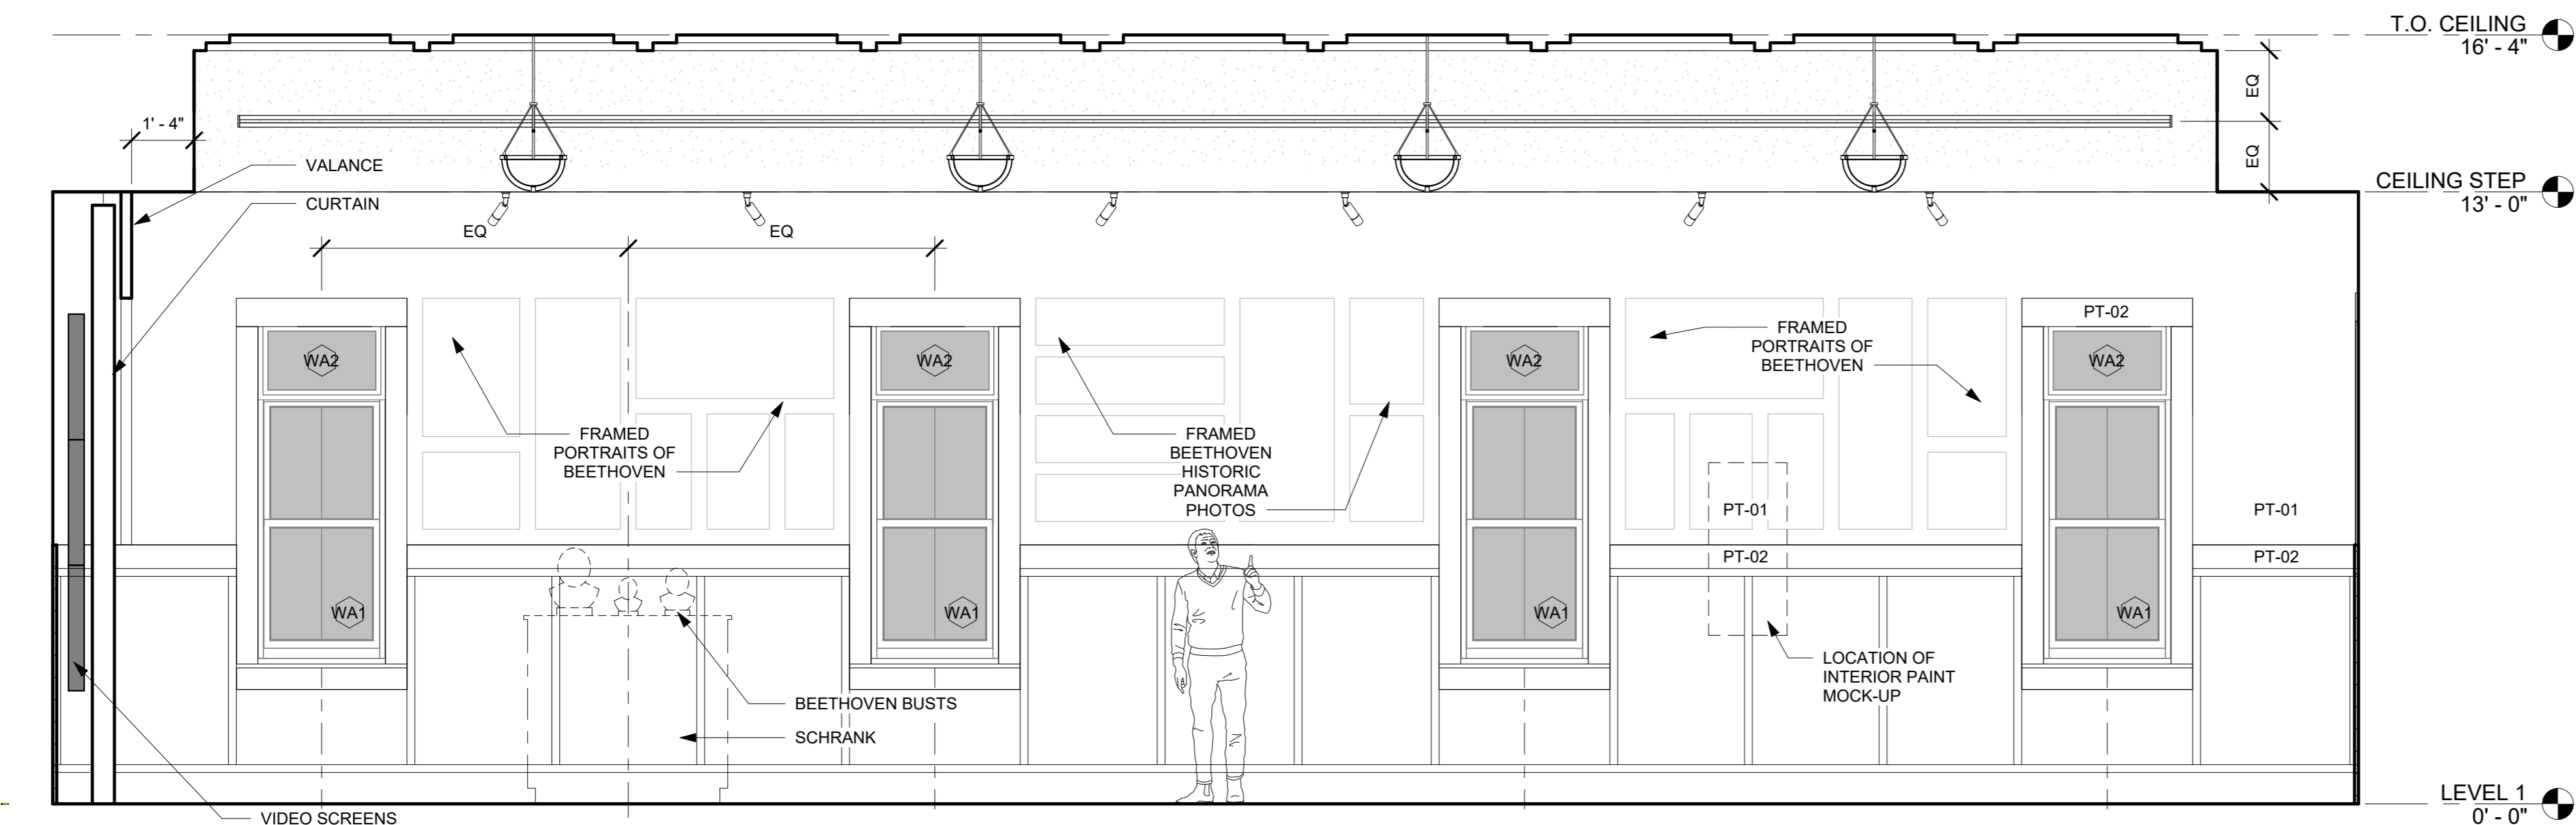 T.O. CEILING
16' - 4"
EQ
1' - 4"
EQ
VALANCE
CEILING STEP
13' - 0"
CURTAIN
EQ
EQ
PT-02
FRAMED
PORTRAITS OF
BEETHOVEN
WA2
WA2
WA2
WA2
FRAMED
PORTRAITS OF
BEETHOVEN
FRAMED
BEETHOVEN
HISTORIC
PANORAMA
PHOTOS
PT-01
PT-01
PT-02
PT-02
WA1
WA1
WA1
WA1
LOCATION OF
INTERIOR PAINT
MOCK-UP
BEETHOVEN BUSTS
SCHRANK
LEVEL 1
0' - 0"
VIDEO SCREENS